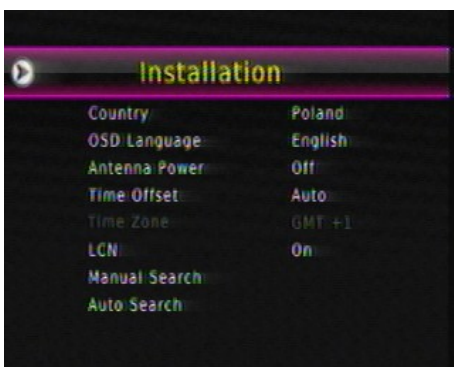 Installation
Country Poland
OSD Language English
Antenna Power Off
Time Offset Auto
Time Zone GMT +1
LCN On
Manual Search
Auto Search